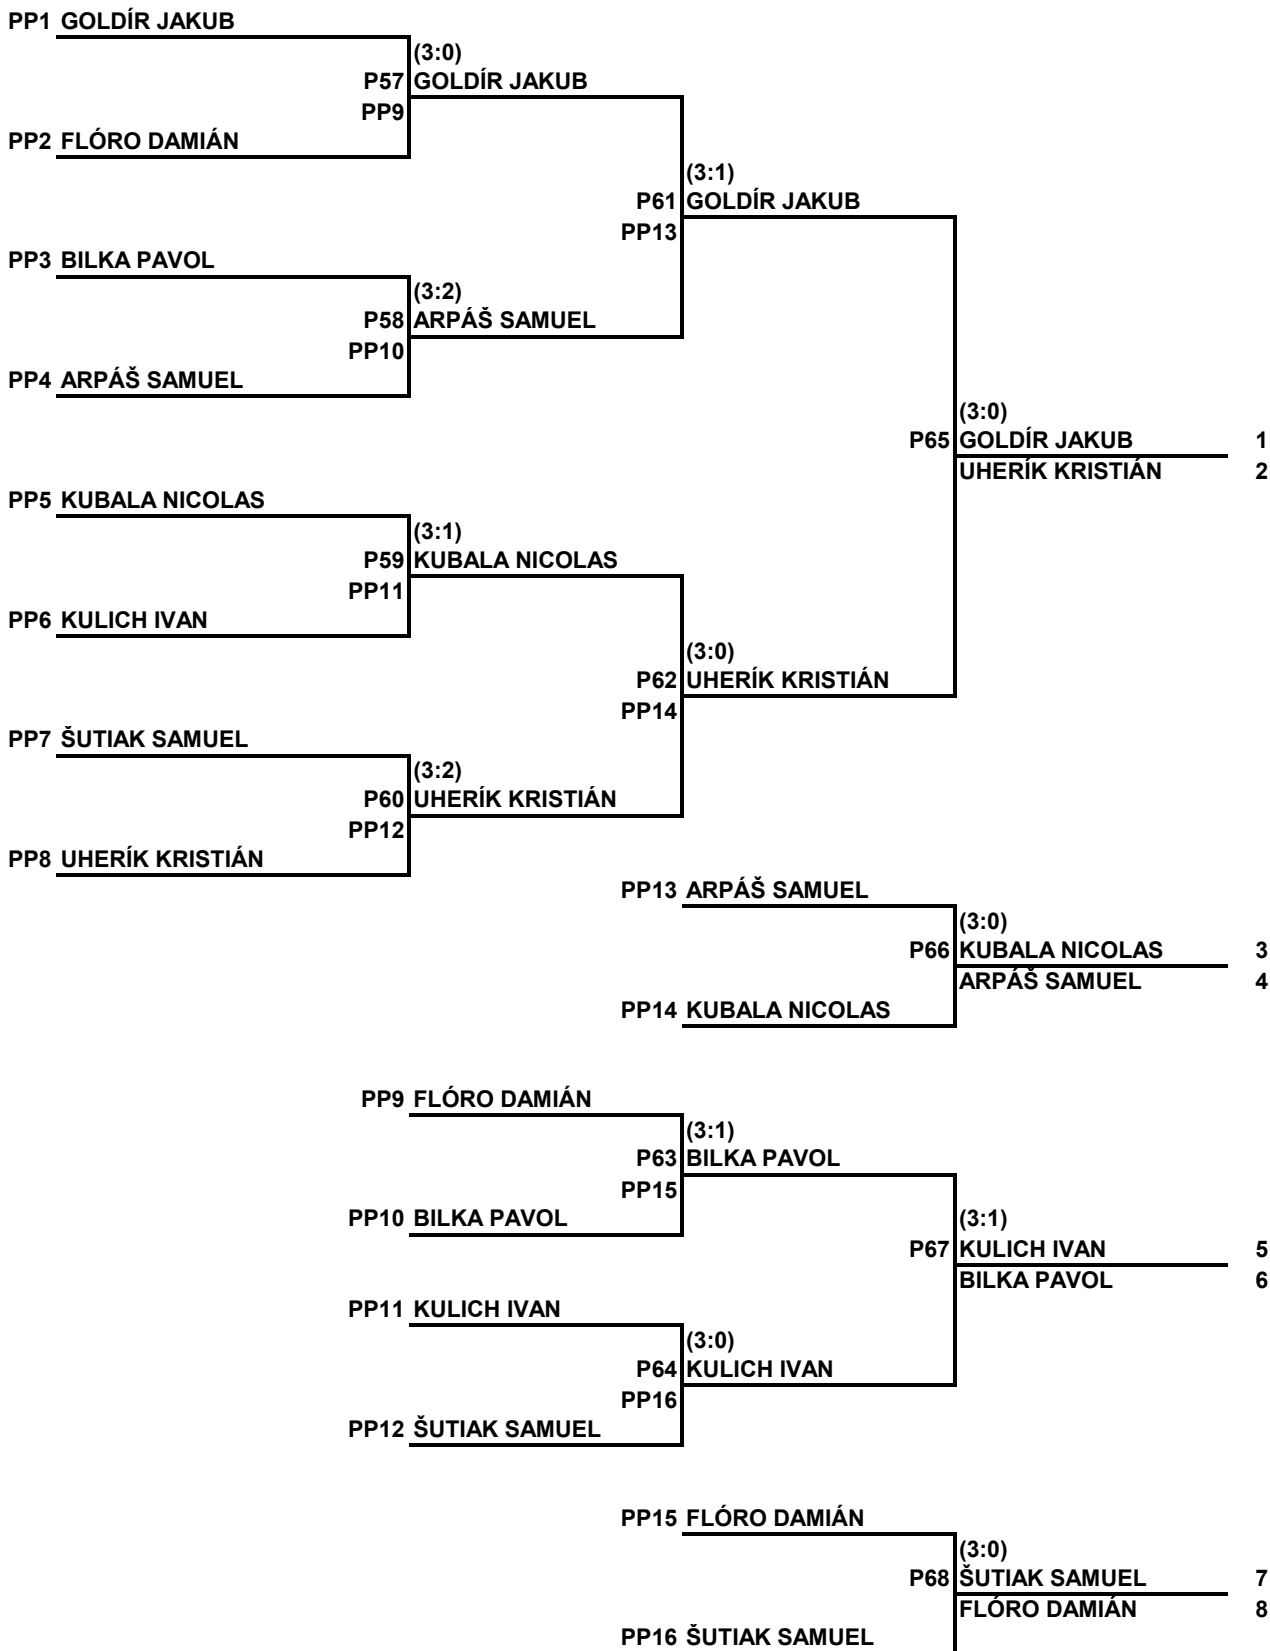 PP1 GOLDÍR JAKUB
(3:0)
P57 GOLDÍR JAKUB
PP9
PP2 FLÓRO DAMIÁN
(3:1)
P61 GOLDÍR JAKUB
PP13
PP3 BILKA PAVOL
(3:2)
P58 ARPÁŠ SAMUEL
PP10
PP4 ARPÁŠ SAMUEL
(3:0)
P65 GOLDÍR JAKUB 1
UHERÍK KRISTIÁN 2
PP5 KUBALA NICOLAS
(3:1)
P59 KUBALA NICOLAS
PP11
PP6 KULICH IVAN
(3:0)
P62 UHERÍK KRISTIÁN
PP14
PP7 ŠUTIAK SAMUEL
(3:2)
P60 UHERÍK KRISTIÁN
PP12
PP8 UHERÍK KRISTIÁN
PP13 ARPÁŠ SAMUEL
(3:0)
P66 KUBALA NICOLAS 3
ARPÁŠ SAMUEL 4
PP14 KUBALA NICOLAS
PP9 FLÓRO DAMIÁN
(3:1)
P63 BILKA PAVOL
PP15
PP10 BILKA PAVOL
(3:1)
P67 KULICH IVAN 5
BILKA PAVOL 6
PP11 KULICH IVAN
(3:0)
P64 KULICH IVAN
PP16
PP12 ŠUTIAK SAMUEL
PP15 FLÓRO DAMIÁN
(3:0)
P68 ŠUTIAK SAMUEL 7
FLÓRO DAMIÁN 8
PP16 ŠUTIAK SAMUEL